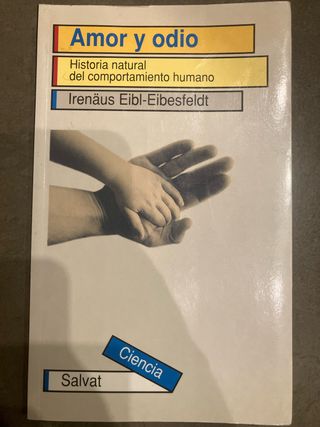 Amor y odio
Historia natural
del comportamiento humano
Irenäus Eibl-Eibesfeldt
Ciencia
Salvat